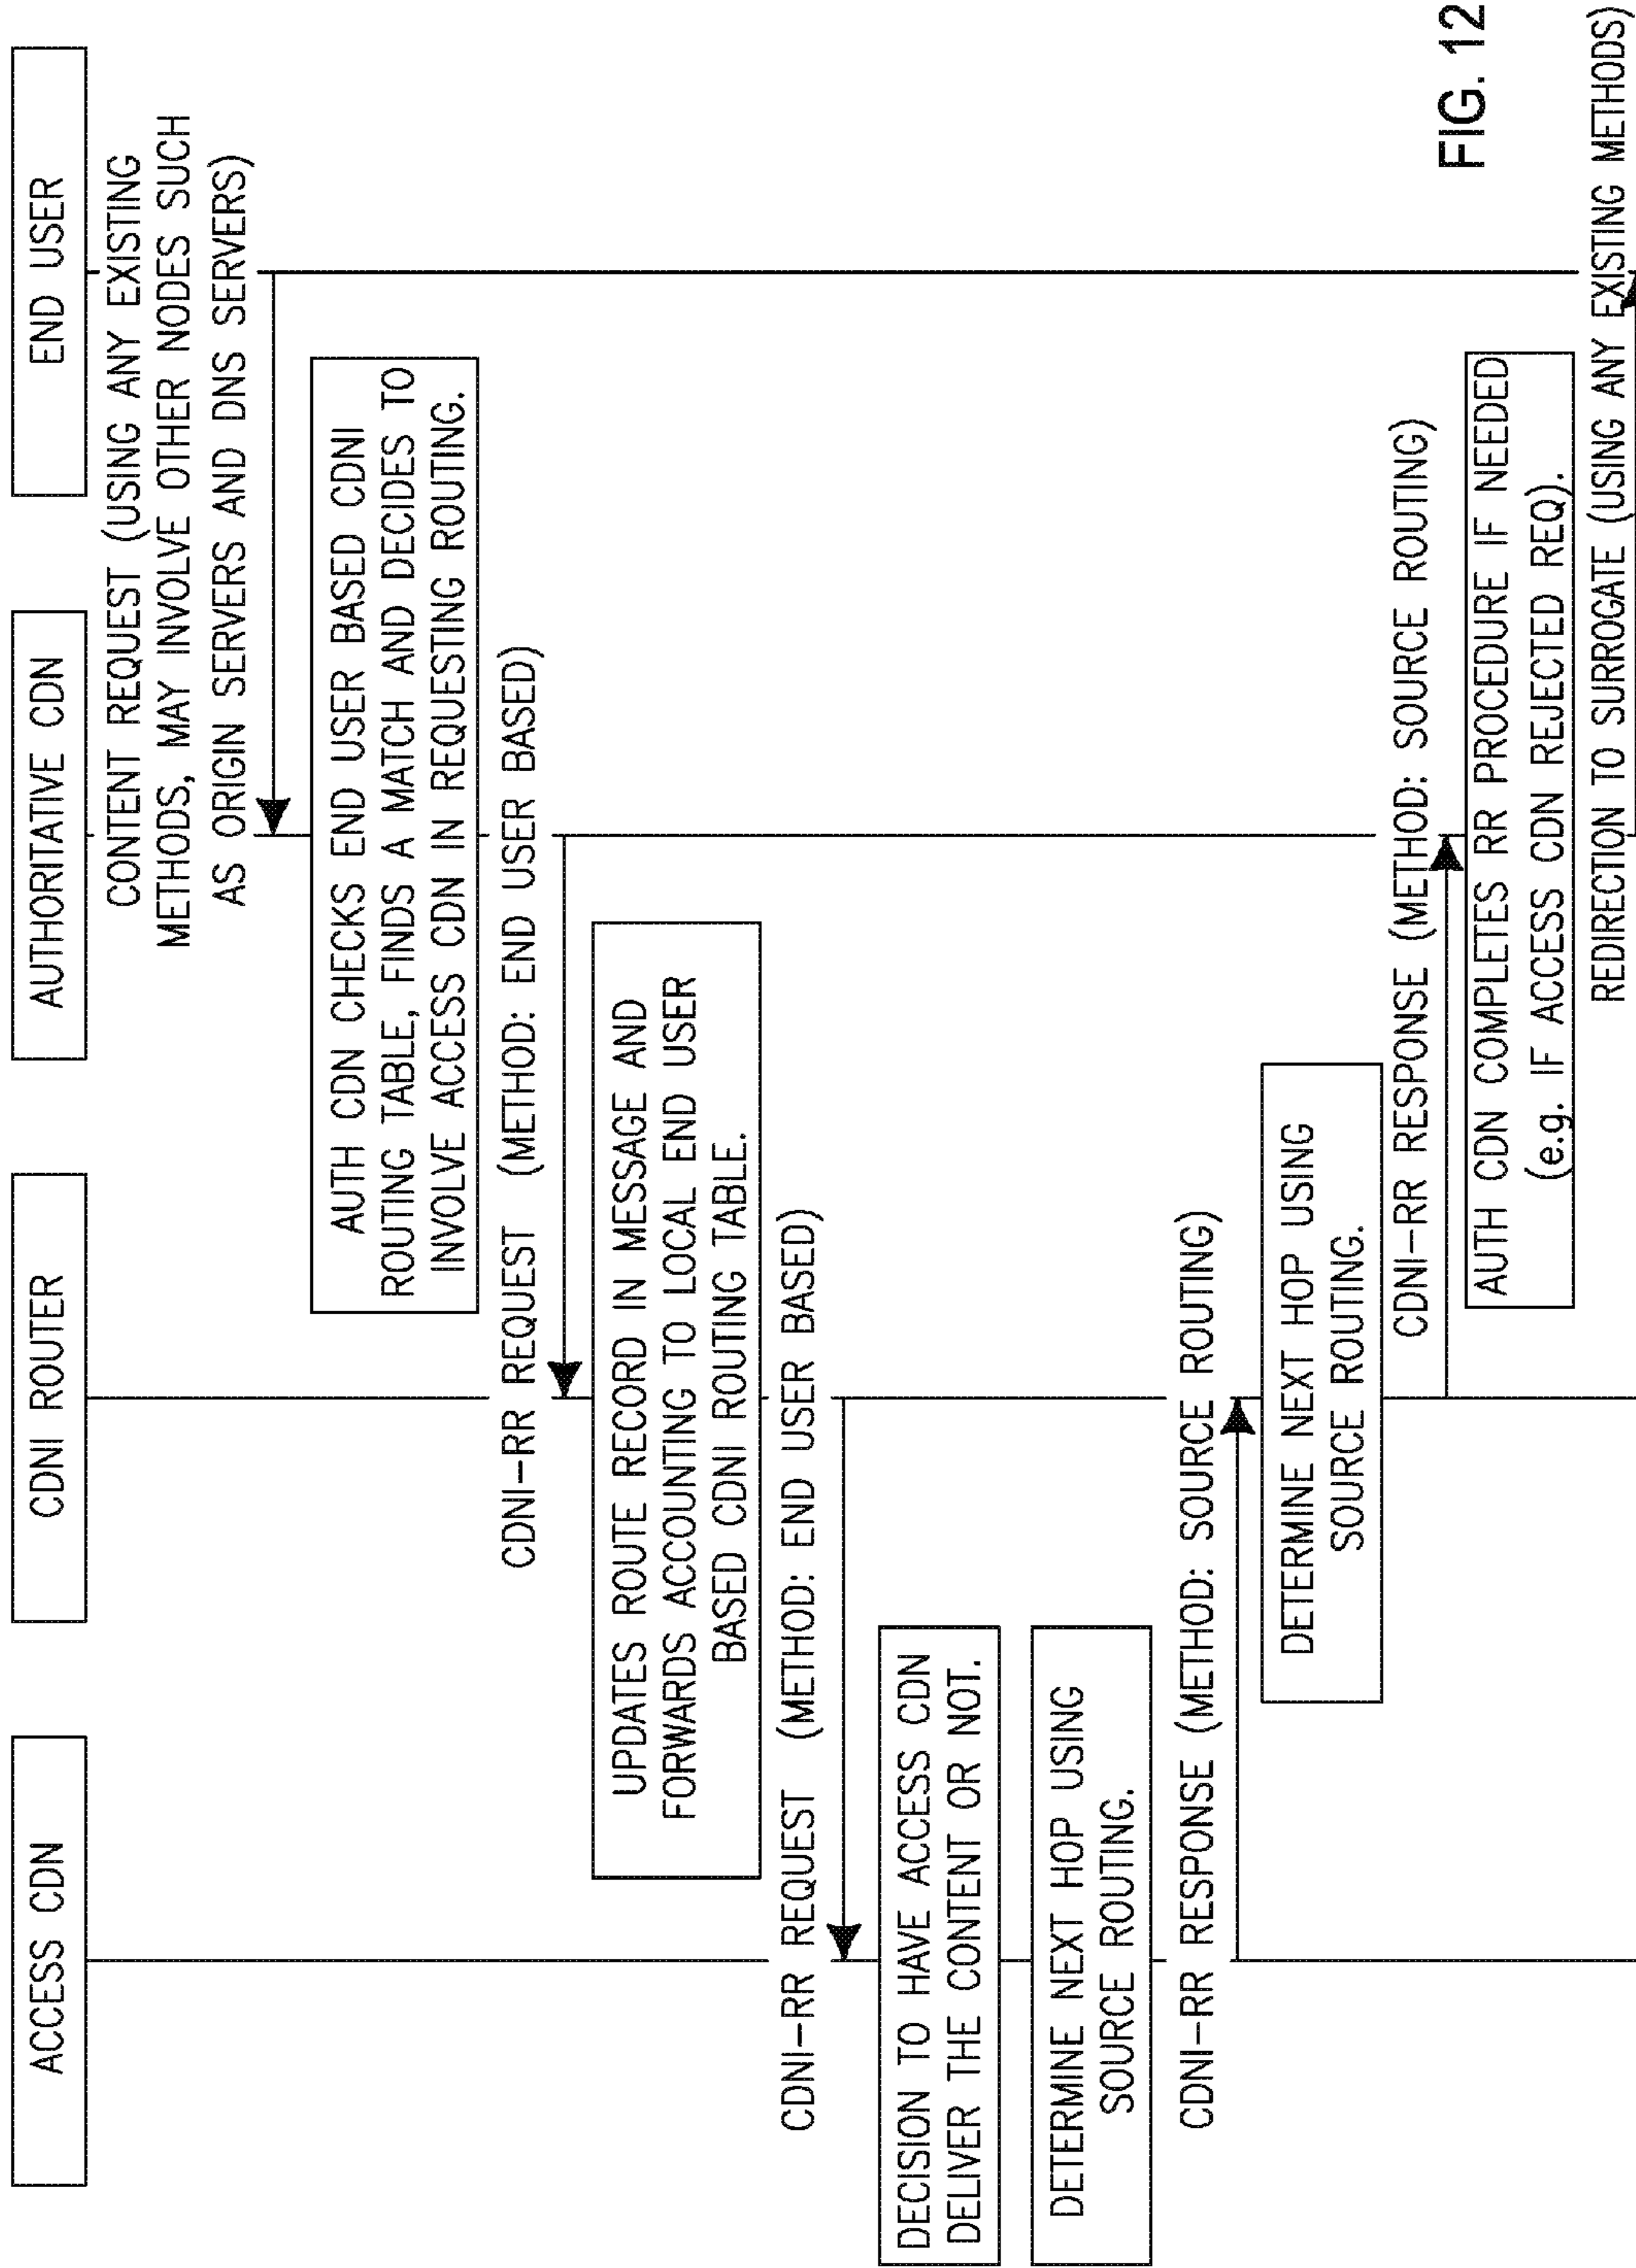 ACCESS CDN
CDNI ROUTER
AUTHORITATIVE CDN
END USER
CONTENT REQUEST (USING ANY EXISTING
METHODS, MAY INVOLVE OTHER NODES SUCH
AS ORIGIN SERVERS AND DNS SERVERS)
AUTH CDN CHECKS END USER BASED CDNI
ROUTING TABLE, FINDS A MATCH AND DECIDES TO
INVOLVE ACCESS CDN IN REQUESTING ROUTING.
CDNI-RR REQUEST (METHOD: END USER BASED)
UPDATES ROUTE RECORD IN MESSAGE AND
FORWARDS ACCOUNTING TO LOCAL END USER
BASED CDNI ROUTING TABLE.
CDNI-RR REQUEST (METHOD: END USER BASED)
DECISION TO HAVE ACCESS CDN
DELIVER THE CONTENT OR NOT.
DETERMINE NEXT HOP USING
SOURCE ROUTING.
CDNI-RR RESPONSE (METHOD: SOURCE ROUTING)
DETERMINE NEXT HOP USING
SOURCE ROUTING.
CDNI-RR RESPONSE (METHOD: SOURCE ROUTING)
AUTH CDN COMPLETES RR PROCEDURE IF NEEDED
(e.g. IF ACCESS CDN REJECTED REQ).
REDIRECTION TO SURROGATE (USING ANY EXISTING METHODS)
FIG. 12